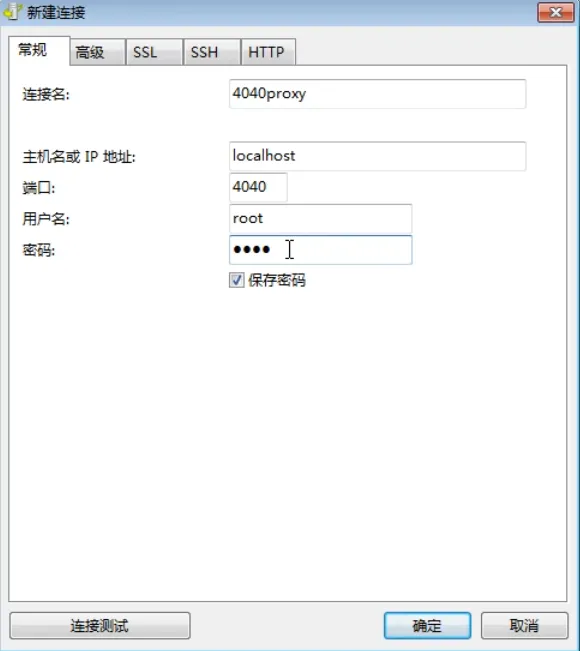 新建连接
常规 高级 SSL SSH HTTP
连接名: 4040proxy
主机名或 IP 地址: localhost
端口: 4040
用户名: root
密码: ●●●●
保存密码
连接测试 确定 取消